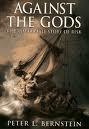 AGAINST
THE GODS
THE REMARKABLE STORY OF RISK
PETER L. BERNSTEIN